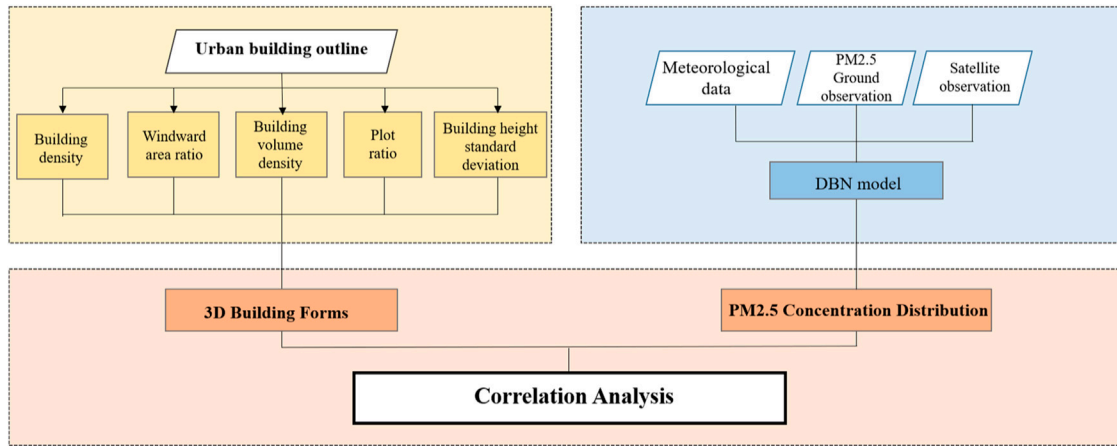 Urban building outline
Building
density
Windward
area ratio
Building
volume
density
Plot
ratio
Building height
standard
deviation
Meteorological
data
PM2.5
Ground
observation
Satellite
observation
DBN model
3D Building Forms
PM2.5 Concentration Distribution
Correlation Analysis